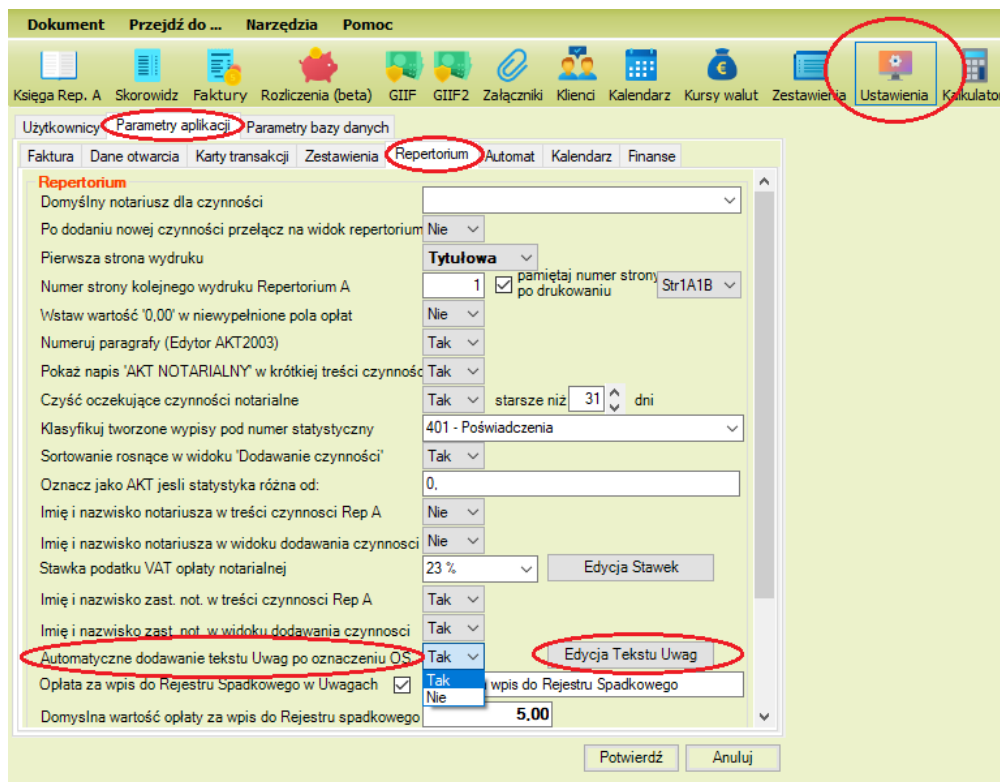 Dokument Przejdź do ... Narzędzia Pomoc
Księga Rep. A Skorowidz Faktury Rozliczenia (beta) GIIF GIIF2 Załączniki Klienci Kalendarz Kursy walut Zestawienia Ustawienia Kalkulator
Użytkownicy Parametry aplikacji Parametry bazy danych
Faktura Dane otwarcia Karty transakcji Zestawienia Repertorium Automat Kalendarz Finanse
Repertorium
Domyślny notariusz dla czynności
Po dodaniu nowej czynności przełącz na widok repertorium Nie
Pierwsza strona wydruku Tytułowa
Numer strony kolejnego wydruku Repertorium A 1 pamiętaj numer strony po drukowaniu Str1A1B
Wstaw wartość '0,00' w niewypełnione pola opłat Nie
Numeruj paragrafy (Edytor AKT2003) Tak
Pokaż napis 'AKT NOTARIALNY' w krótkiej treści czynnośc Tak
Czyść oczekujące czynności notarialne Tak starsze niż 31 dni
Klasyfikuj tworzone wypisy pod numer statystyczny 401 - Poświadczenia
Sortowanie rosnące w widoku 'Dodawanie czynności' Tak
Oznacz jako AKT jesli statystyka różna od: 0,
Imię i nazwisko notariusza w treści czynnosci Rep A Nie
Imię i nazwisko notariusza w widoku dodawania czynnosci Nie
Stawka podatku VAT opłaty notarialnej 23 % Edycja Stawek
Imię i nazwisko zast. not. w treści czynnosci Rep A Tak
Imię i nazwisko zast. not. w widoku dodawania czynnosci Tak
Automatyczne dodawanie tekstu Uwag po oznaczeniu OS Tak Edycja Tekstu Uwag
Tak
Opłata za wpis do Rejestru Spadkowego w Uwagach wpis do Rejestru Spadkowego
Nie
Domyslna wartość opłaty za wpis do Rejestru spadkowego 5,00
Potwierdź Anuluj